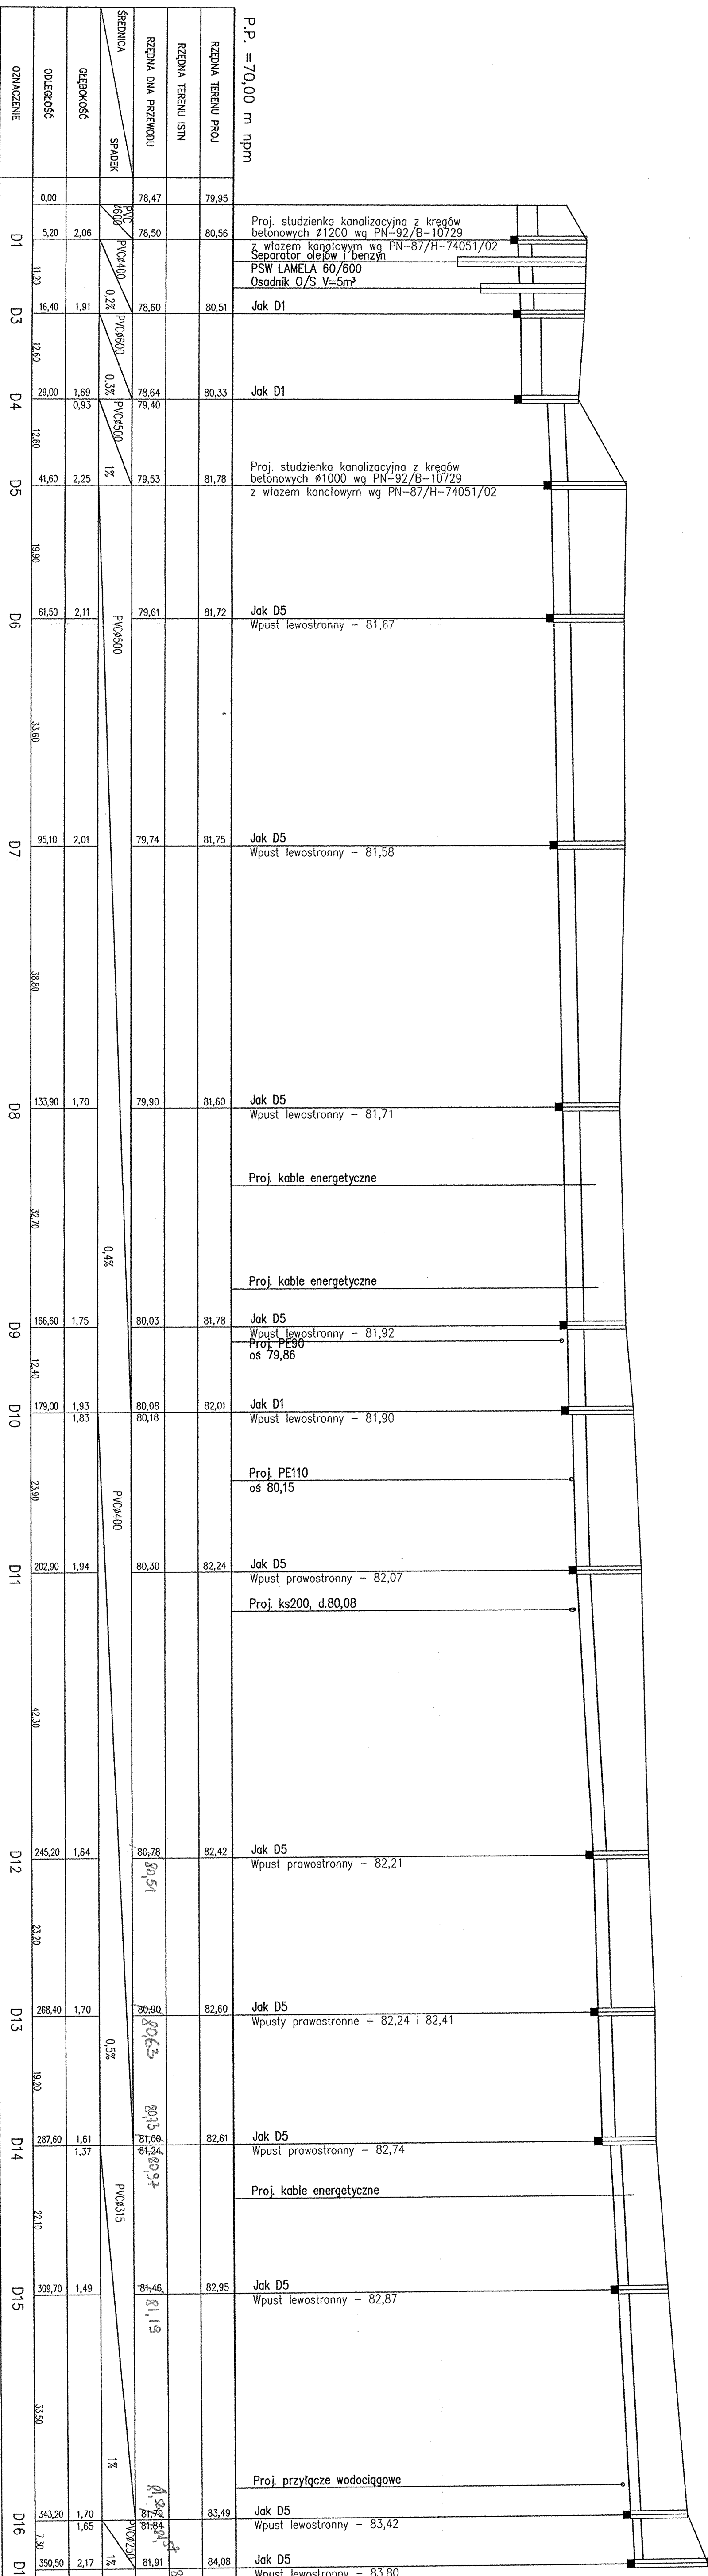 P.P. =70,00 m npm
RZĘDNA TERENU PROJ
79,95 80,56 80,51 80,33 81,78 81,72 81,75 81,60 81,78 82,01 82,24 82,42 82,60 82,61 82,95 83,49 84,08
RZĘDNA TERENU ISTN
RZĘDNA DNA PRZEWODU
78,47 78,50 78,60 78,64 79,40 79,53 79,61 79,74 79,90 80,03 80,08 80,18 80,30 80,78 80,90 81,00 81,24 81,46 81,79 81,84 81,91
80,51 80,63 80,73 80,97 81,19
ŚREDNICA
SPADEK
PVC ø600
PVCø400 0,2%
PVCø600 0,3%
PVCø500 1%
PVCø500 0,4%
PVCø400 0,5%
PVCø315 1%
PVCø250 1%
GŁĘBOKOŚĆ
2,06 1,91 1,69 0,93 2,25 2,11 2,01 1,70 1,75 1,93 1,83 1,94 1,64 1,70 1,61 1,37 1,49 1,70 1,65 2,17
ODLEGŁOŚĆ
0,00 5,20 16,40 29,00 41,60 61,50 95,10 133,90 166,60 179,00 202,90 245,20 268,40 287,60 309,70 343,20 350,50
11,20 12,60 12,60 19,90 33,60 38,80 32,70 12,40 23,90 42,30 23,20 19,20 22,10 33,50 7,30
OZNACZENIE
D1 D3 D4 D5 D6 D7 D8 D9 D10 D11 D12 D13 D14 D15 D16 D1
Proj. studzienka kanalizacyjna z kręgów
betonowych ø1200 wg PN-92/B-10729
z włazem kanałowym wg PN-87/H-74051/02
Separator olejów i benzyn
PSW LAMELA 60/600
Osadnik O/S V=5m³
Jak D1
Jak D1
Proj. studzienka kanalizacyjna z kręgów
betonowych ø1000 wg PN-92/B-10729
z włazem kanałowym wg PN-87/H-74051/02
Jak D5
Wpust lewostronny - 81,67
Jak D5
Wpust lewostronny - 81,58
Jak D5
Wpust lewostronny - 81,71
Proj. kable energetyczne
Proj. kable energetyczne
Jak D5
Wpust lewostronny - 81,92
Proj. PE90
oś 79,86
Jak D1
Wpust lewostronny - 81,90
Proj. PE110
oś 80,15
Jak D5
Wpust prawostronny - 82,07
Proj. ks200, d.80,08
Jak D5
Wpust prawostronny - 82,21
Jak D5
Wpusty prawostronne - 82,24 i 82,41
Jak D5
Wpust prawostronny - 82,74
Proj. kable energetyczne
Jak D5
Wpust lewostronny - 82,87
Proj. przyłącze wodociągowe
Jak D5
Wpust lewostronny - 83,42
Jak D5
Wpust lewostronny - 83,80